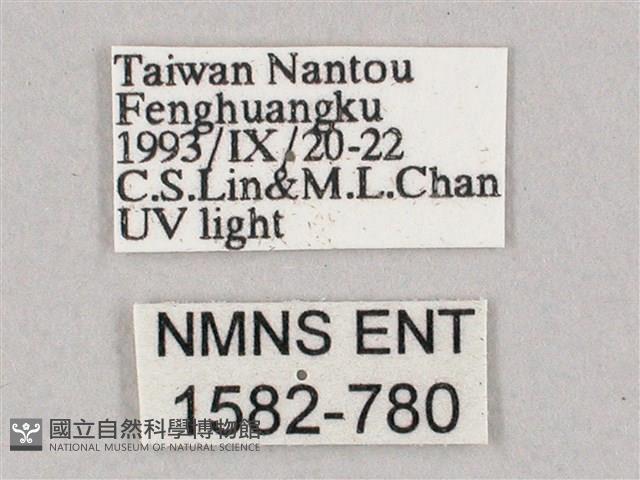 Taiwan Nantou
Fenghuangku
1993/IX/20-22
C.S.Lin&M.L.Chan
UV light
NMNS ENT
1582-780
國立自然科學博物館
NATIONAL MUSEUM OF NATURAL SCIENCE